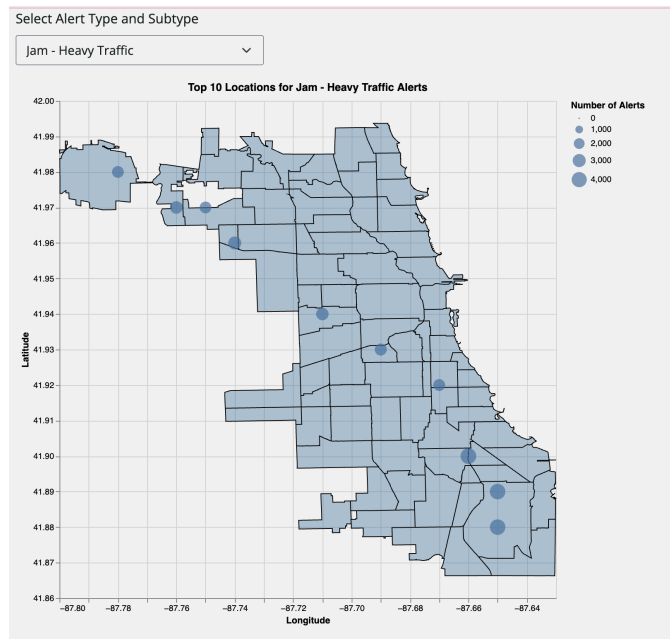 Select Alert Type and Subtype
Jam - Heavy Traffic
Top 10 Locations for Jam - Heavy Traffic Alerts
Number of Alerts
0
1,000
2,000
3,000
4,000
42.00
41.99
41.98
41.97
41.96
41.95
41.94
41.93
41.92
41.91
41.90
41.89
41.88
41.87
41.86
Latitude
−87.80 −87.78 −87.76 −87.74 −87.72 −87.70 −87.68 −87.66 −87.64
Longitude